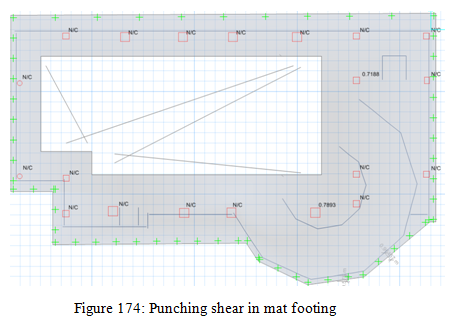 N/C N/C N/C N/C N/C N/C N/C
0.7188 N/C
N/C
N/C N/C N/C N/C
N/C N/C N/C N/C 0.7893 N/C
Figure 174: Punching shear in mat footing